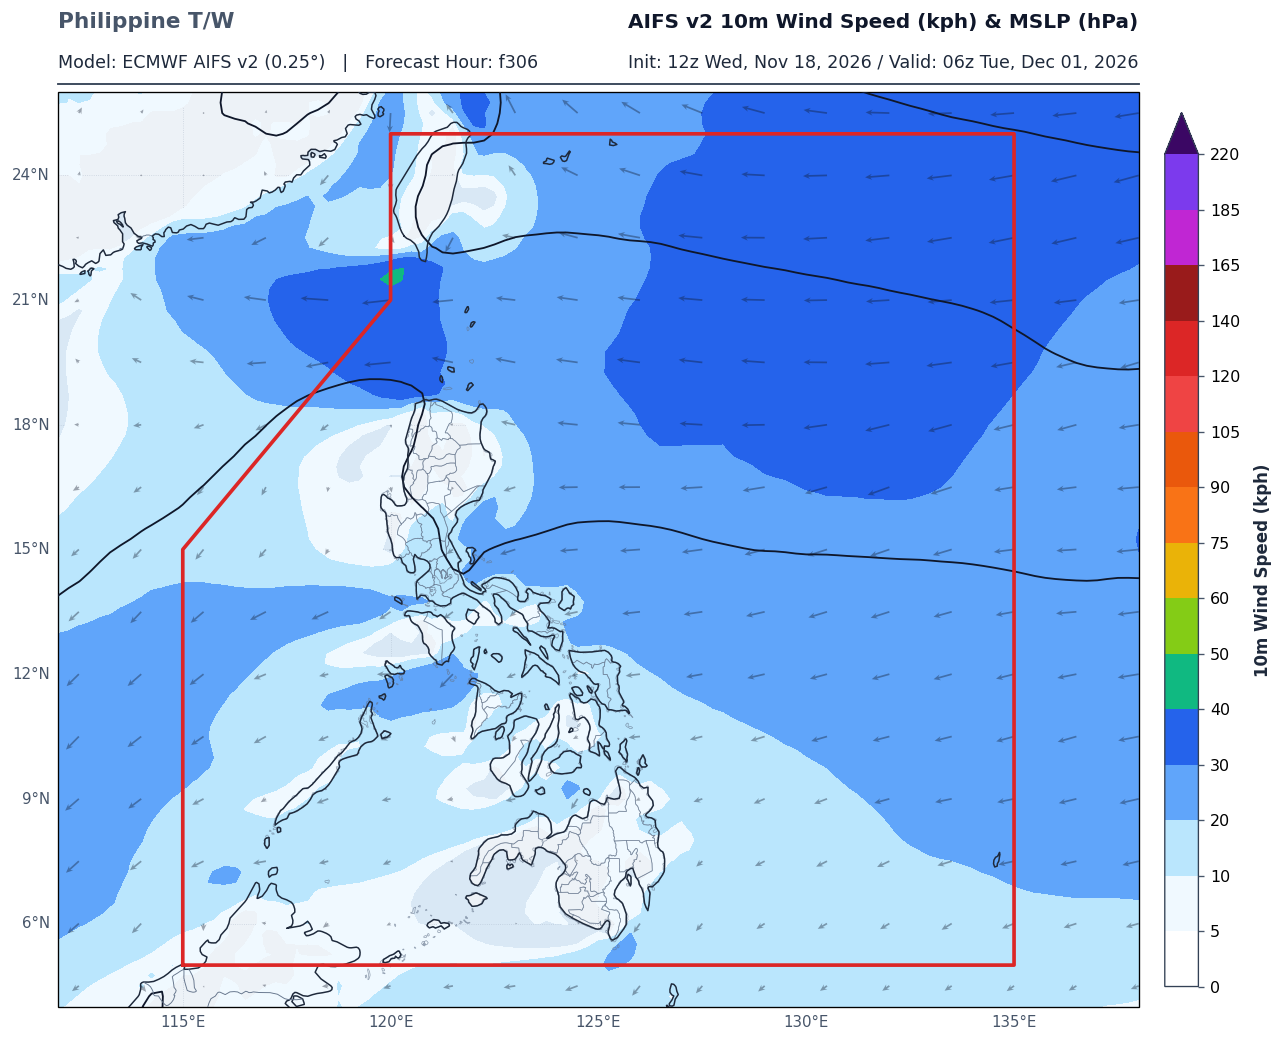 Philippine T/W
AIFS v2 10m Wind Speed (kph) & MSLP (hPa)
Model: ECMWF AIFS v2 (0.25°) | Forecast Hour: f306
Init: 12z Wed, Nov 18, 2026 / Valid: 06z Tue, Dec 01, 2026
24°N
21°N
18°N
15°N
12°N
9°N
6°N
115°E
120°E
125°E
130°E
135°E
220
185
165
140
120
105
90
75
60
50
40
30
20
10
5
0
10m Wind Speed (kph)